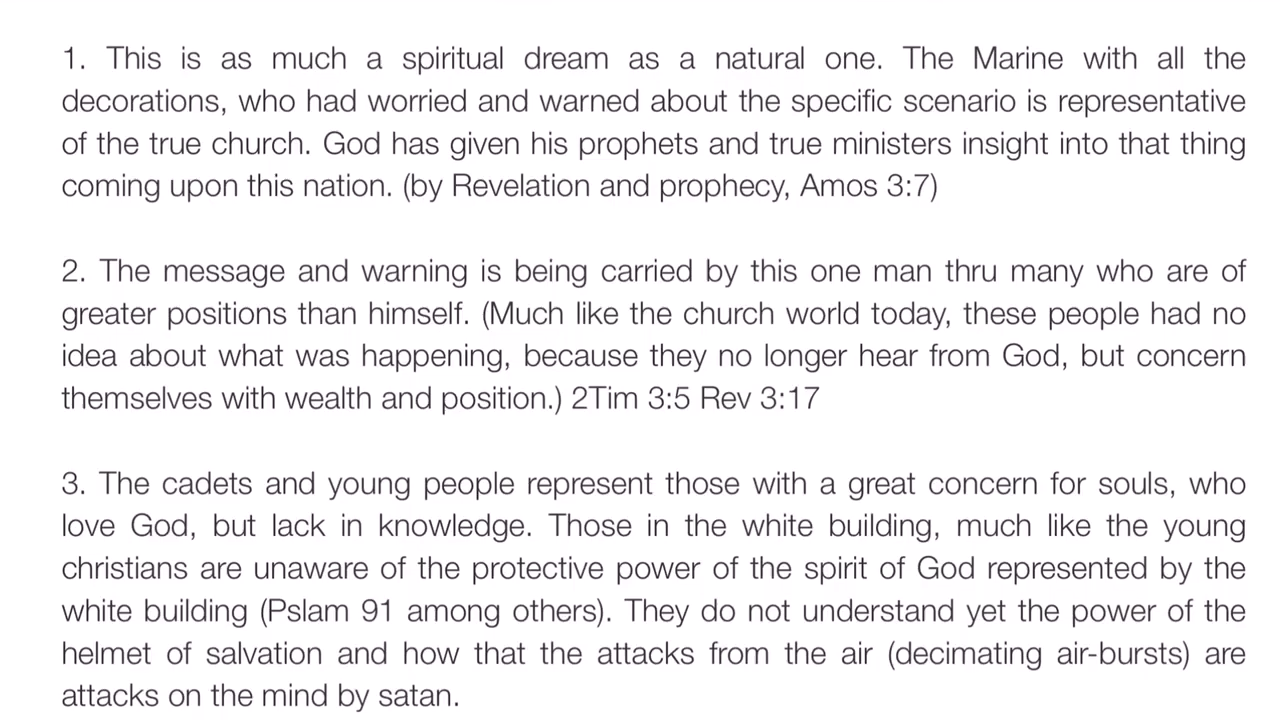 1. This is as much a spiritual dream as a natural one. The Marine with all the
decorations, who had worried and warned about the specific scenario is representative
of the true church. God has given his prophets and true ministers insight into that thing
coming upon this nation. (by Revelation and prophecy, Amos 3:7)
2. The message and warning is being carried by this one man thru many who are of
greater positions than himself. (Much like the church world today, these people had no
idea about what was happening, because they no longer hear from God, but concern
themselves with wealth and position.) 2Tim 3:5 Rev 3:17
3. The cadets and young people represent those with a great concern for souls, who
love God, but lack in knowledge. Those in the white building, much like the young
christians are unaware of the protective power of the spirit of God represented by the
white building (Pslam 91 among others). They do not understand yet the power of the
helmet of salvation and how that the attacks from the air (decimating air-bursts) are
attacks on the mind by satan.